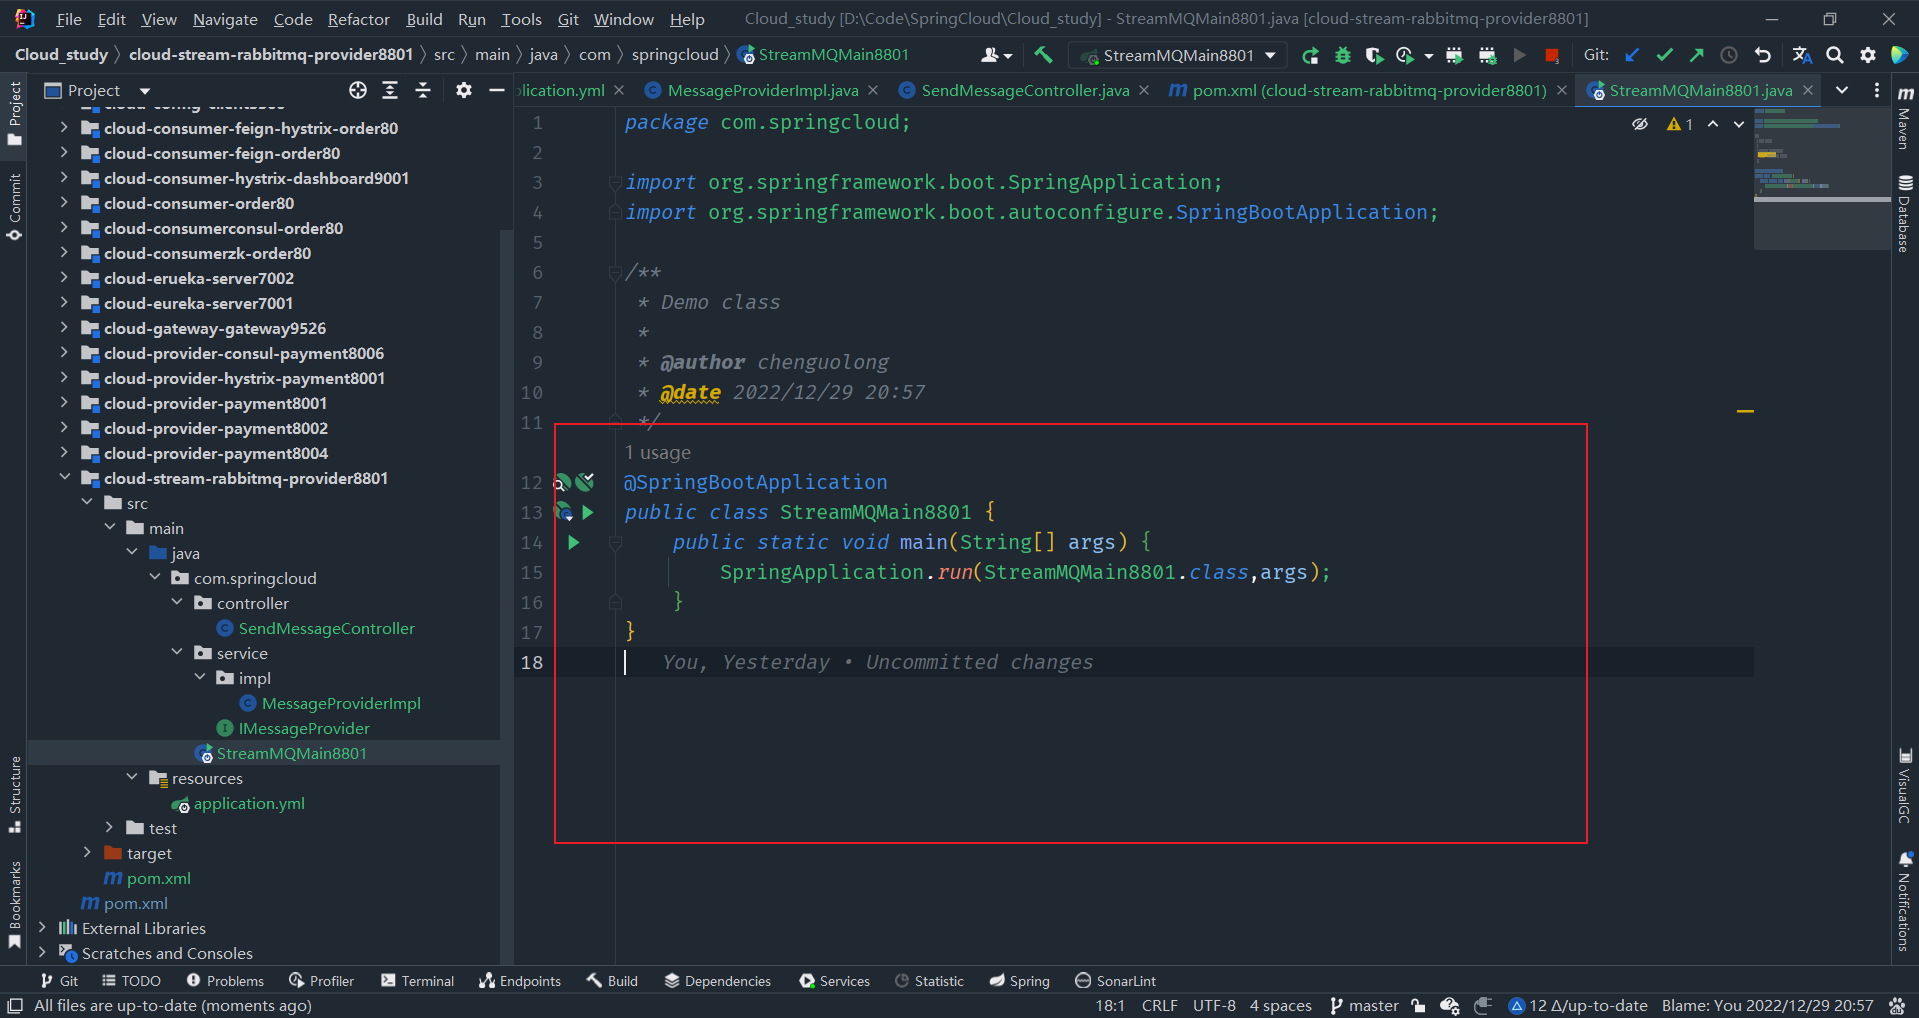 File Edit View Navigate Code Refactor Build Run Tools Git Window Help Cloud_study [D:\Code\SpringCloud\Cloud_study] - StreamMQMain8801.java [cloud-stream-rabbitmq-provider8801]
Cloud_study cloud-stream-rabbitmq-provider8801 src main java com springcloud StreamMQMain8801 StreamMQMain8801 Git:
Project plication.yml MessageProviderImpl.java SendMessageController.java pom.xml (cloud-stream-rabbitmq-provider8801) StreamMQMain8801.java
cloud-consumer-feign-hystrix-order80
cloud-consumer-feign-order80
cloud-consumer-hystrix-dashboard9001
cloud-consumer-order80
cloud-consumerconsul-order80
cloud-consumerzk-order80
cloud-erueka-server7002
cloud-eureka-server7001
cloud-gateway-gateway9526
cloud-provider-consul-payment8006
cloud-provider-hystrix-payment8001
cloud-provider-payment8001
cloud-provider-payment8002
cloud-provider-payment8004
cloud-stream-rabbitmq-provider8801
src
main
java
com.springcloud
controller
SendMessageController
service
impl
MessageProviderImpl
IMessageProvider
StreamMQMain8801
resources
application.yml
test
target
pom.xml
pom.xml
External Libraries
Scratches and Consoles
Project
Commit
Structure
Bookmarks
1 package com.springcloud;
2
3 import org.springframework.boot.SpringApplication;
4 import org.springframework.boot.autoconfigure.SpringBootApplication;
5
6 /**
7 * Demo class
8 *
9 * @author chenguolong
10 * @date 2022/12/29 20:57
11 */
1 usage
12 @SpringBootApplication
13 public class StreamMQMain8801 {
14 public static void main(String[] args) {
15 SpringApplication.run(StreamMQMain8801.class,args);
16 }
17 }
18 You, Yesterday • Uncommitted changes
1
Maven
Database
VisualGC
Notifications
Git TODO Problems Profiler Terminal Endpoints Build Dependencies Services Statistic Spring SonarLint
All files are up-to-date (moments ago) 18:1 CRLF UTF-8 4 spaces master 12 Δ/up-to-date Blame: You 2022/12/29 20:57